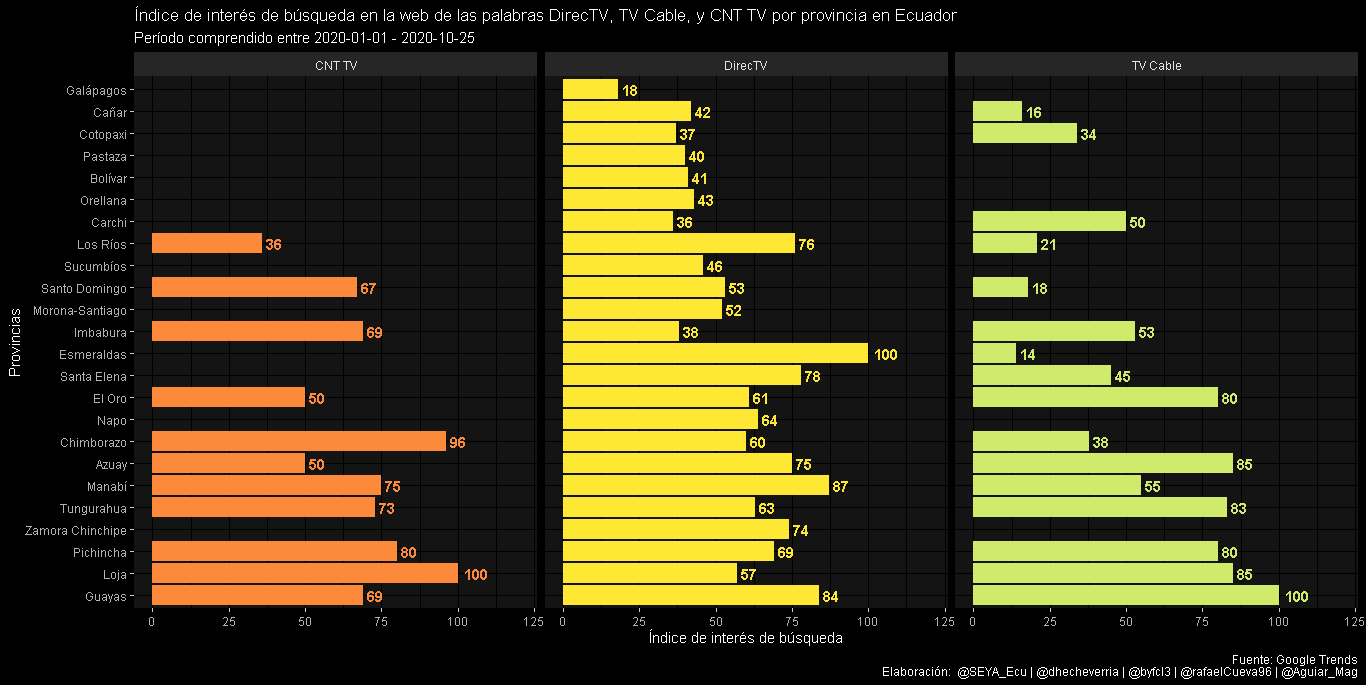 Índice de interés de búsqueda en la web de las palabras DirecTV, TV Cable, y CNT TV por provincia en Ecuador
Período comprendido entre 2020-01-01 - 2020-10-25
CNT TV DirecTV TV Cable
Provincias
Galápagos 18
Cañar 42 16
Cotopaxi 37 34
Pastaza 40
Bolívar 41
Orellana 43
Carchi 36 50
Los Ríos 36 76 21
Sucumbíos 46
Santo Domingo 67 53 18
Morona-Santiago 52
Imbabura 69 38 53
Esmeraldas 100 14
Santa Elena 78 45
El Oro 50 61 80
Napo 64
Chimborazo 96 60 38
Azuay 50 75 85
Manabí 75 87 55
Tungurahua 73 63 83
Zamora Chinchipe 74
Pichincha 80 69 80
Loja 100 57 85
Guayas 69 84 100
0 25 50 75 100 125 0 25 50 75 100 125 0 25 50 75 100 125
Índice de interés de búsqueda
Fuente: Google Trends
Elaboración: @SEYA_Ecu | @dhecheverria | @byfcl3 | @rafaelCueva96 | @Aguiar_Mag